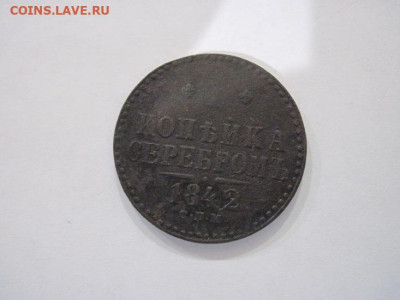 COINS.LAVE.RU
КОПѢЙКА
СЕРЕБРОМЪ
1842
С.П.М.